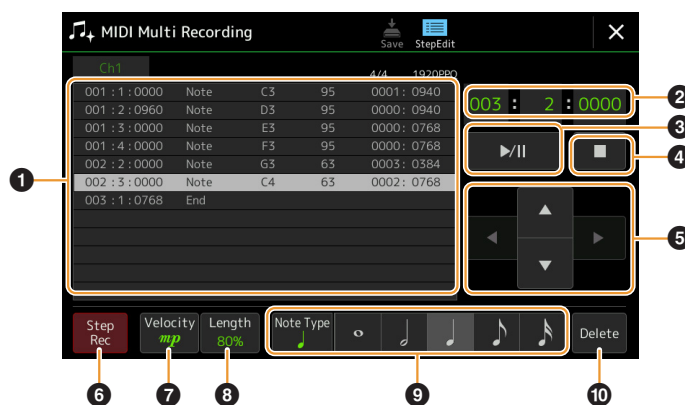 MIDI Multi Recording
Save
StepEdit
Ch1
4/4 1920PPQ
001 : 1 : 0000 Note C3 95 0001 : 0940
001 : 2 : 0960 Note D3 95 0000 : 0940
001 : 3 : 0000 Note E3 95 0000 : 0768
001 : 4 : 0000 Note F3 95 0000 : 0768
002 : 2 : 0000 Note G3 63 0003 : 0384
002 : 3 : 0000 Note C4 63 0002 : 0768
003 : 1 : 0768 End
003 : 2 : 0000
1
2
3
4
5
Step
Rec
Velocity
mp
Length
80%
Note Type
Delete
6
7
8
9
10